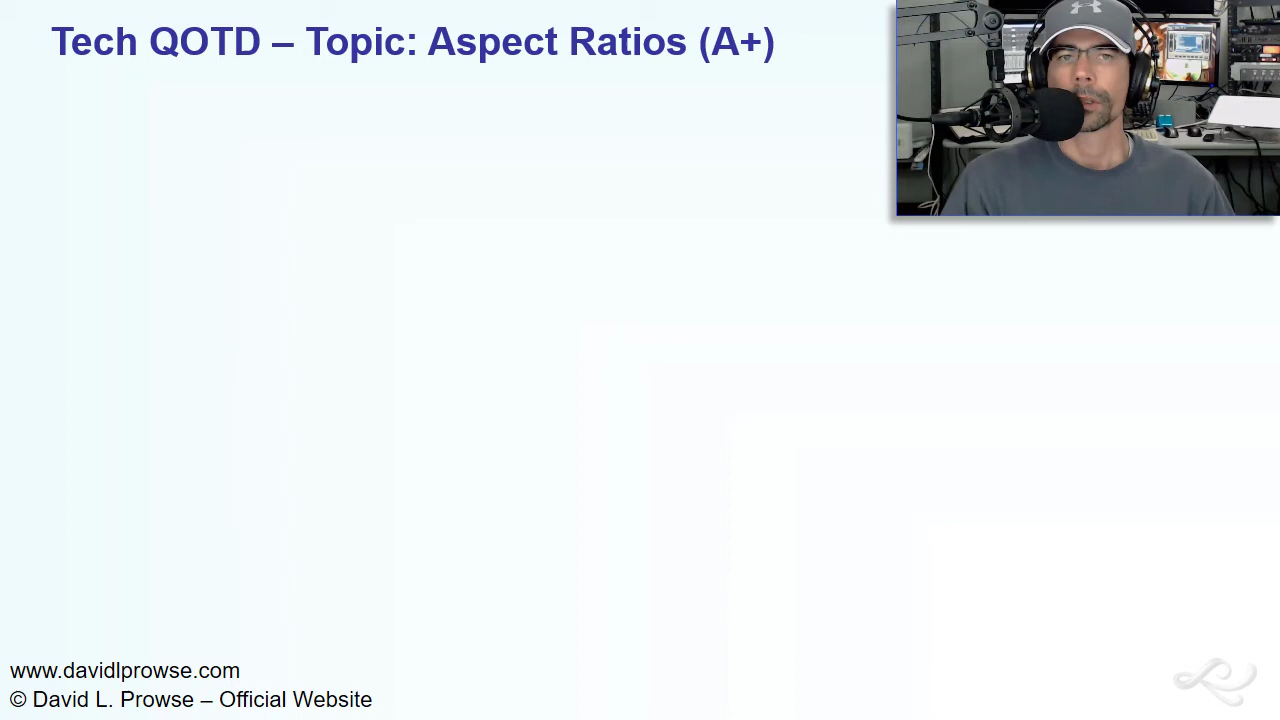 Tech QOTD – Topic: Aspect Ratios (A+)
www.davidlprowse.com
© David L. Prowse – Official Website